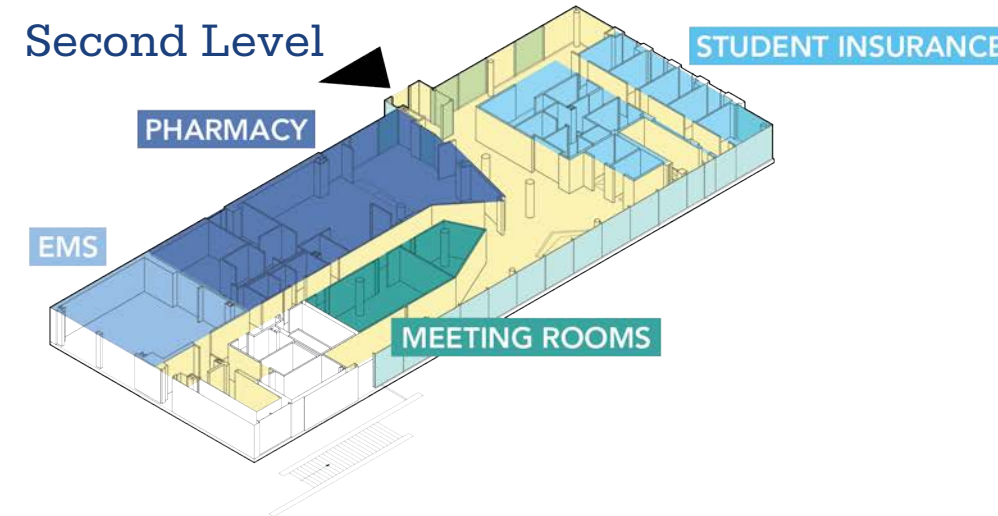 Second Level
STUDENT INSURANCE
PHARMACY
EMS
MEETING ROOMS